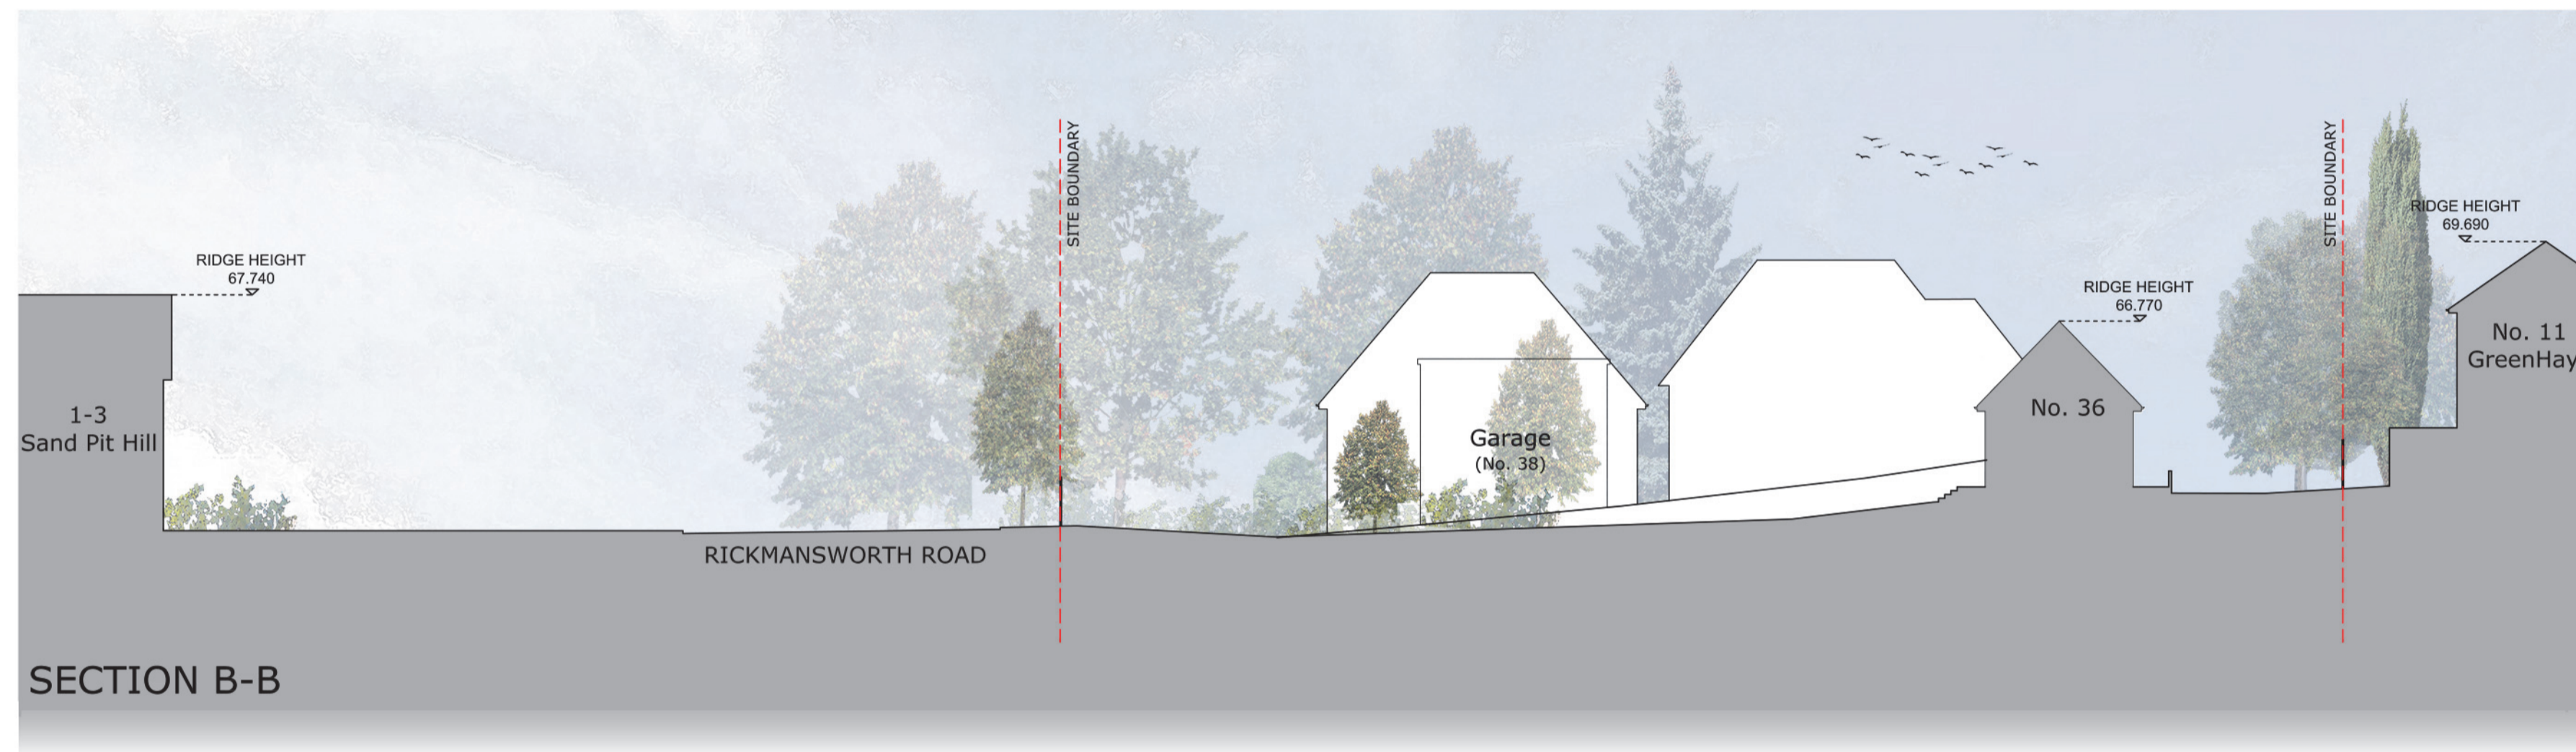 RIDGE HEIGHT
67.740
1-3
Sand Pit Hill
RICKMANSWORTH ROAD
SITE BOUNDARY
Garage
(No. 38)
RIDGE HEIGHT
66.770
No. 36
SITE BOUNDARY
RIDGE HEIGHT
69.690
No. 11
GreenHay
SECTION B-B